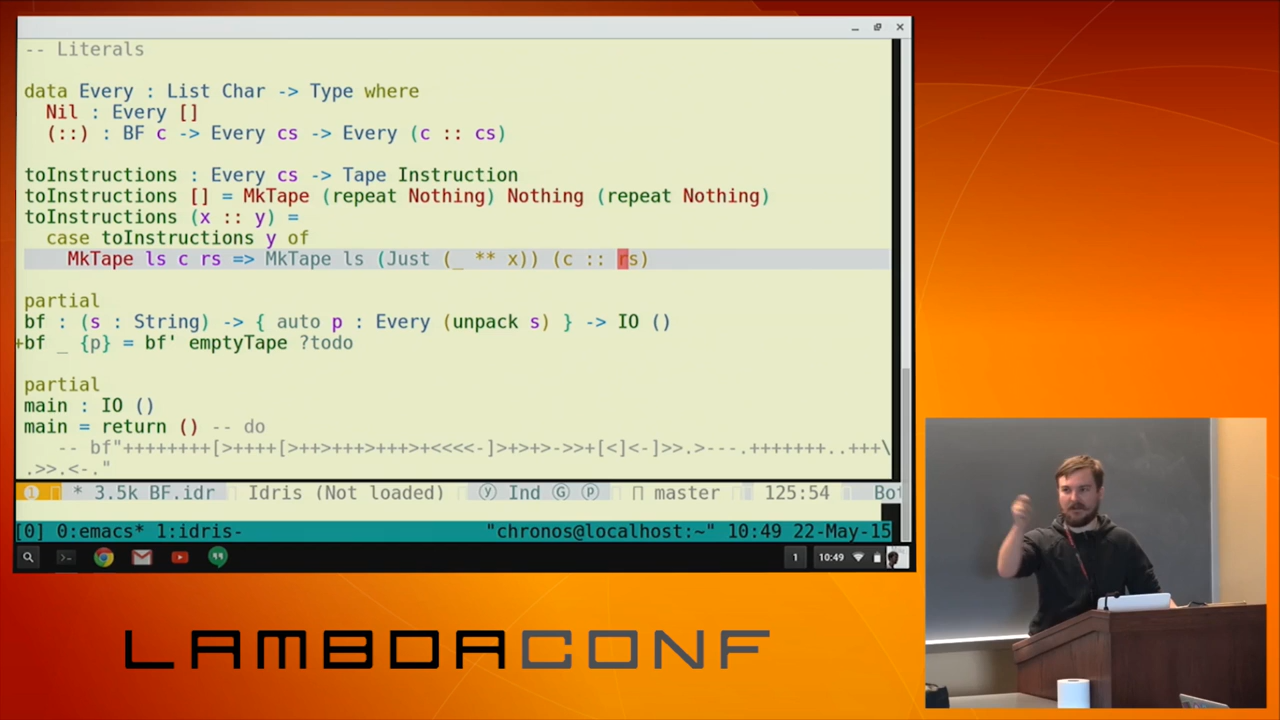 -- Literals
data Every : List Char -> Type where
Nil : Every []
(::) : BF c -> Every cs -> Every (c :: cs)
toInstructions : Every cs -> Tape Instruction
toInstructions [] = MkTape (repeat Nothing) Nothing (repeat Nothing)
toInstructions (x :: y) =
case toInstructions y of
MkTape ls c rs => MkTape ls (Just (_ ** x)) (c :: rs)
partial
bf : (s : String) -> { auto p : Every (unpack s) } -> IO ()
+bf _ {p} = bf' emptyTape ?todo
partial
main : IO ()
main = return () -- do
-- bf"++++++++[>++++[>++>+++>+++>+<<<<-]>+>+>->>+[<]<-]>>.>---.+++++++..+++\
.>>.<-."
1 * 3.5k BF.idr Idris (Not loaded) y Ind G P master 125:54 Bot
[0] 0:emacs* 1:idris- "chronos@localhost:~" 10:49 22-May-15
1 10:49
LAMBDACONF